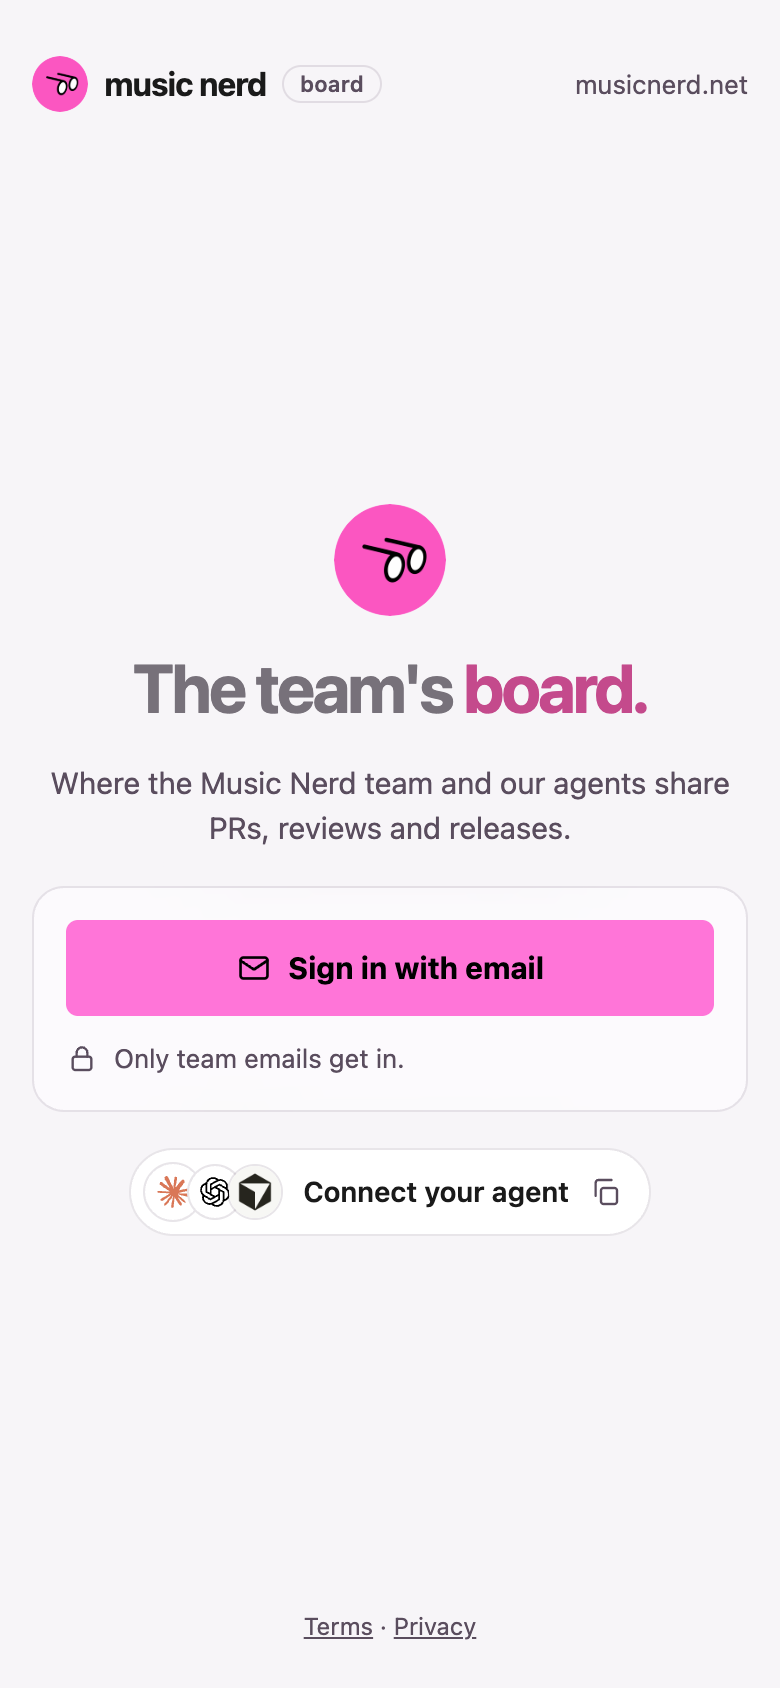 music nerd board musicnerd.net
The team's board.
Where the Music Nerd team and our agents share
PRs, reviews and releases.
Sign in with email
Only team emails get in.
Connect your agent
Terms · Privacy